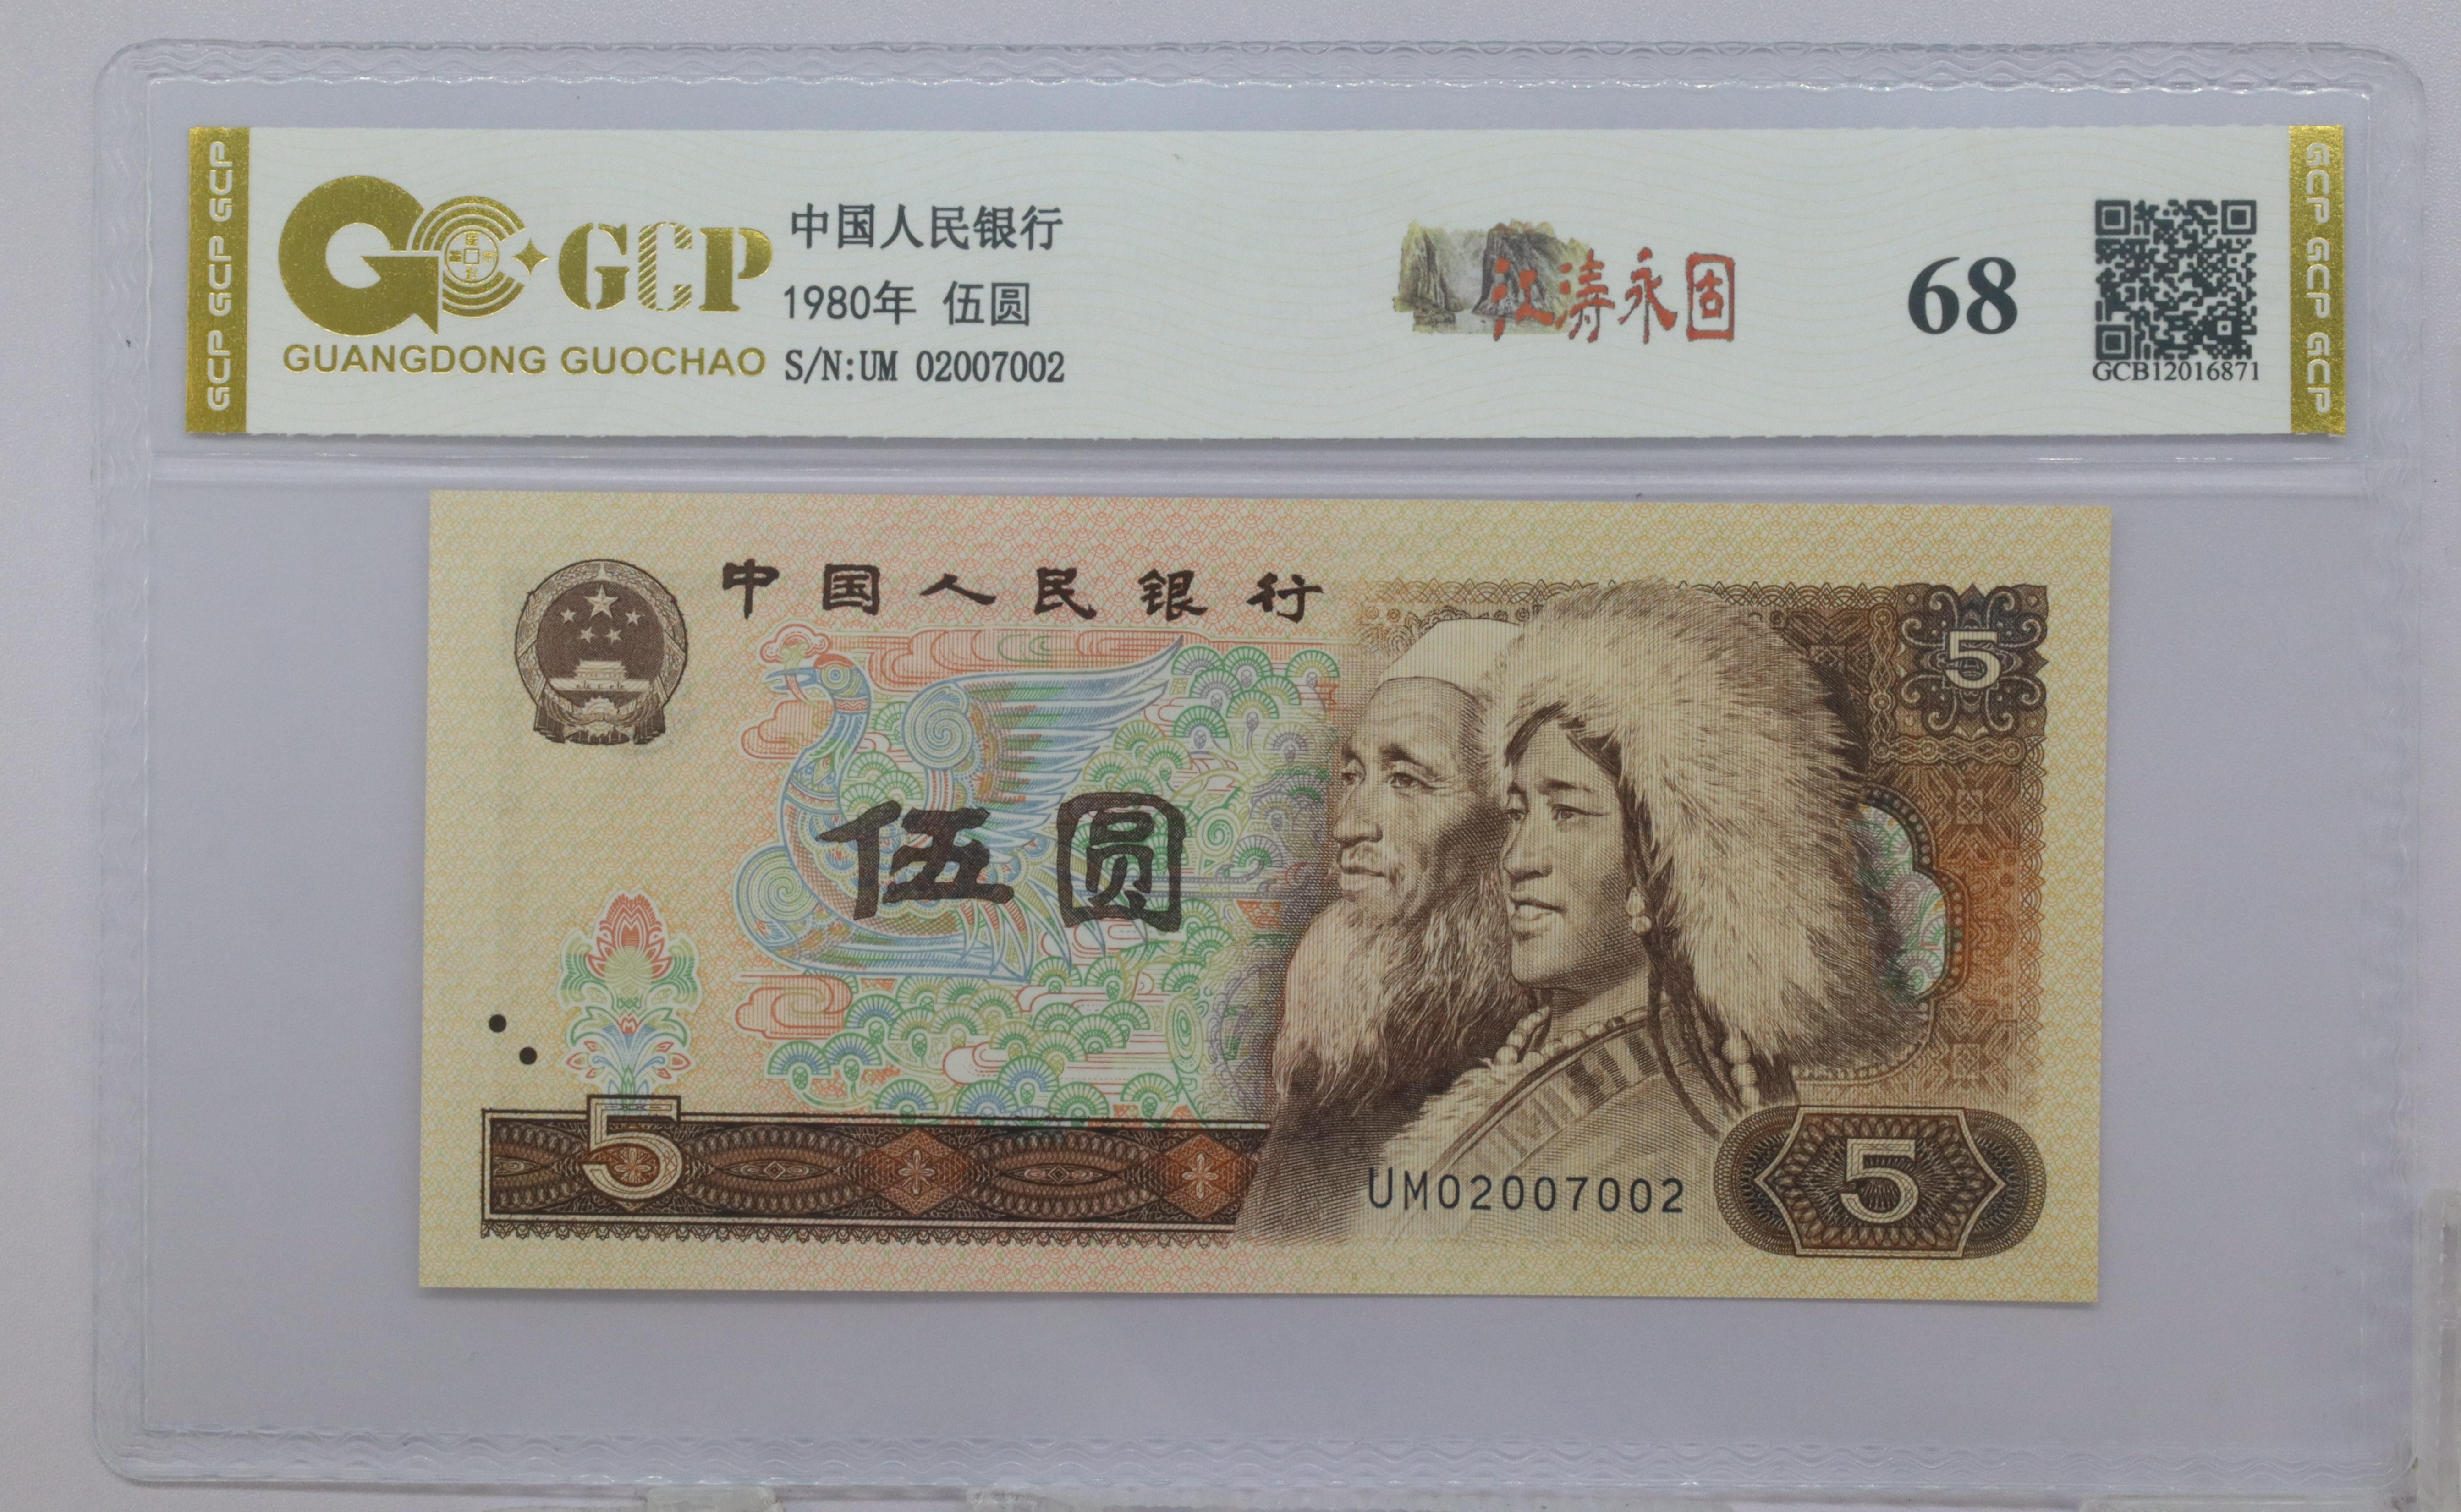 GCP GCP GCP
GCP
GUANGDONG GUOCHAO
中国人民银行
1980年 伍圆
S/N:UM 02007002
江涛永固
68
GCB12016871
GCP GCP GCP
中国人民银行
5
伍圆
5
UM02007002
5